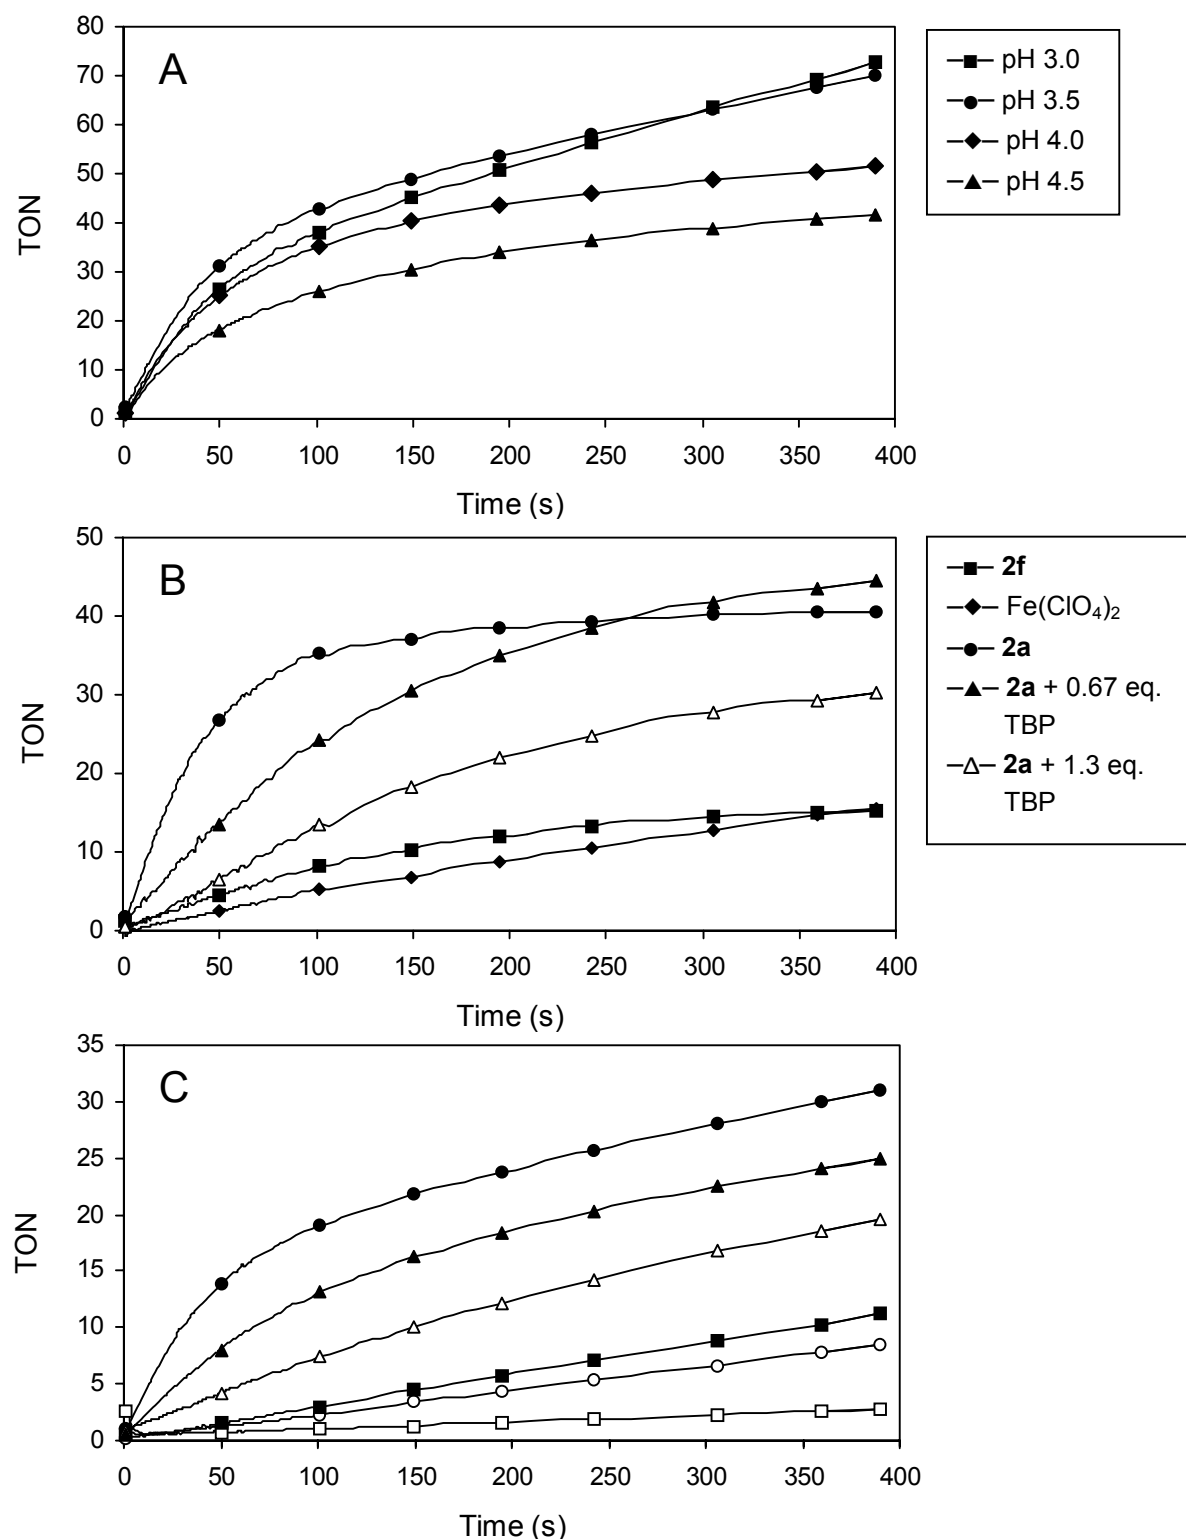 80
70
60
50
40
30
20
10
0
TON
A
0 50 100 150 200 250 300 350 400
Time (s)
pH 3.0
pH 3.5
pH 4.0
pH 4.5
50
40
30
20
10
0
TON
B
0 50 100 150 200 250 300 350 400
Time (s)
2f
Fe(ClO₄)₂
2a
2a + 0.67 eq.
TBP
2a + 1.3 eq.
TBP
35
30
25
20
15
10
5
0
TON
C
0 50 100 150 200 250 300 350 400
Time (s)